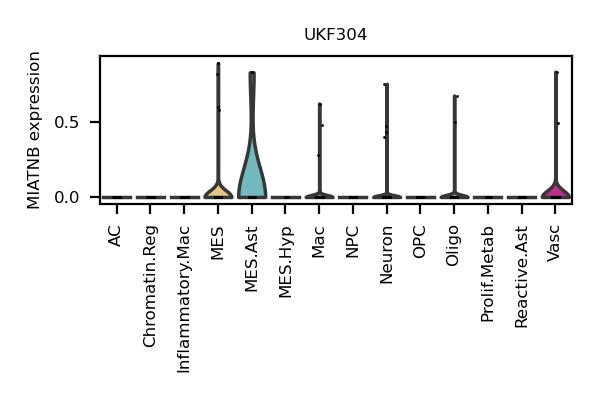 UKF304
MIATNB expression
0.5
0.0
AC
Chromatin.Reg
Inflammatory.Mac
MES
MES.Ast
MES.Hyp
Mac
NPC
Neuron
OPC
Oligo
Prolif.Metab
Reactive.Ast
Vasc